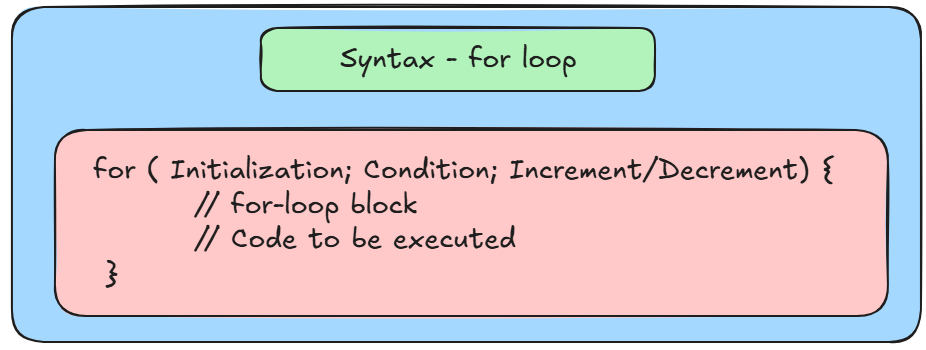 Syntax - for loop
for ( Initialization; Condition; Increment/Decrement) {
// for-loop block
// Code to be executed
}